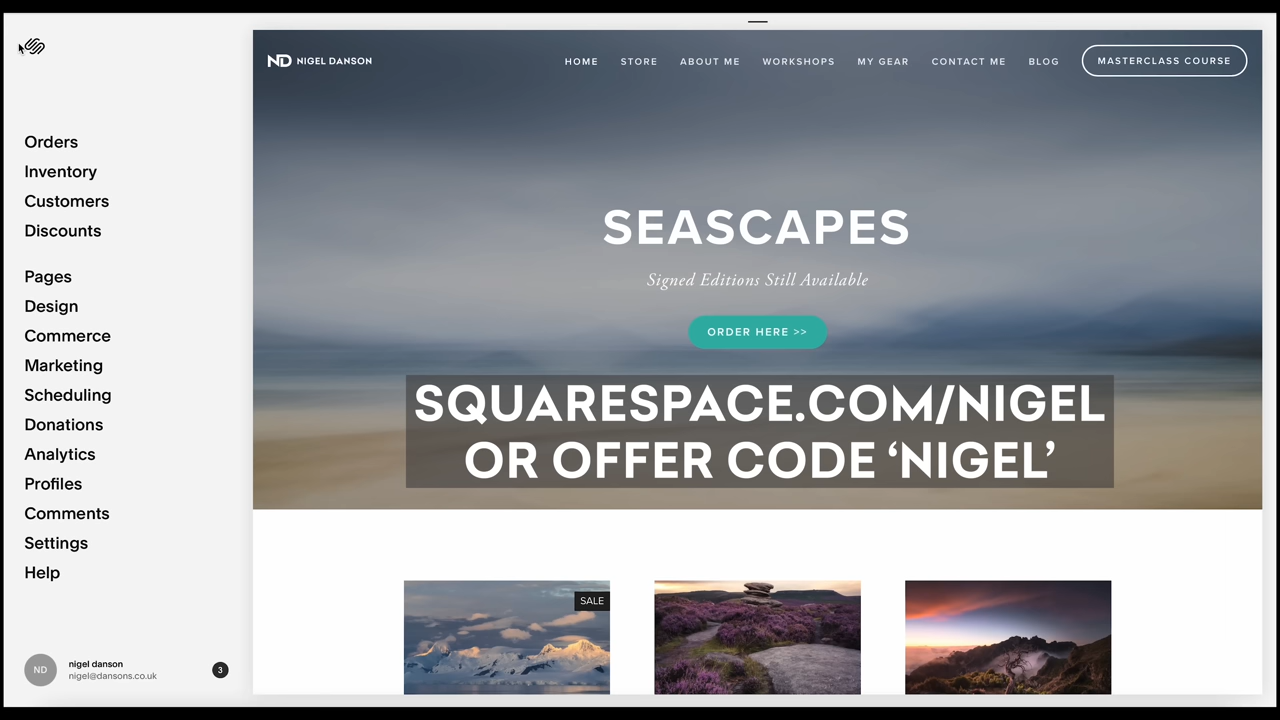 Orders
Inventory
Customers
Discounts
Pages
Design
Commerce
Marketing
Scheduling
Donations
Analytics
Profiles
Comments
Settings
Help
ND
nigel danson
nigel@dansons.co.uk
3
ND NIGEL DANSON
HOME STORE ABOUT ME WORKSHOPS MY GEAR CONTACT ME BLOG MASTERCLASS COURSE
SEASCAPES
Signed Editions Still Available
ORDER HERE >>
SQUARESPACE.COM/NIGEL
OR OFFER CODE ‘NIGEL’
SALE